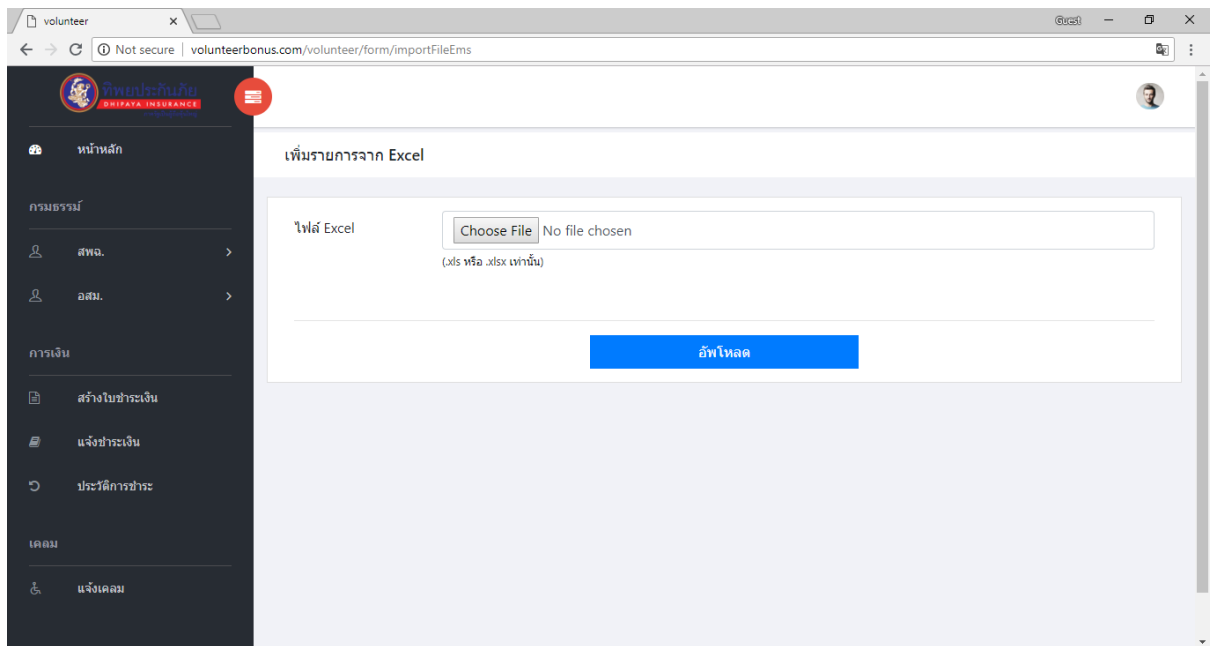 volunteer
Guest
Not secure | volunteerbonus.com/volunteer/form/importFileEms
ทิพยประกันภัย
DHIPAYA INSURANCE
หน้าหลัก
เพิ่มรายการจาก Excel
กรมธรรม์
ไฟล์ Excel
Choose File No file chosen
(.xls หรือ .xlsx เท่านั้น)
สพฉ.
อสม.
อัพโหลด
การเงิน
สร้างใบชำระเงิน
แจ้งชำระเงิน
ประวัติการชำระ
เคลม
แจ้งเคลม